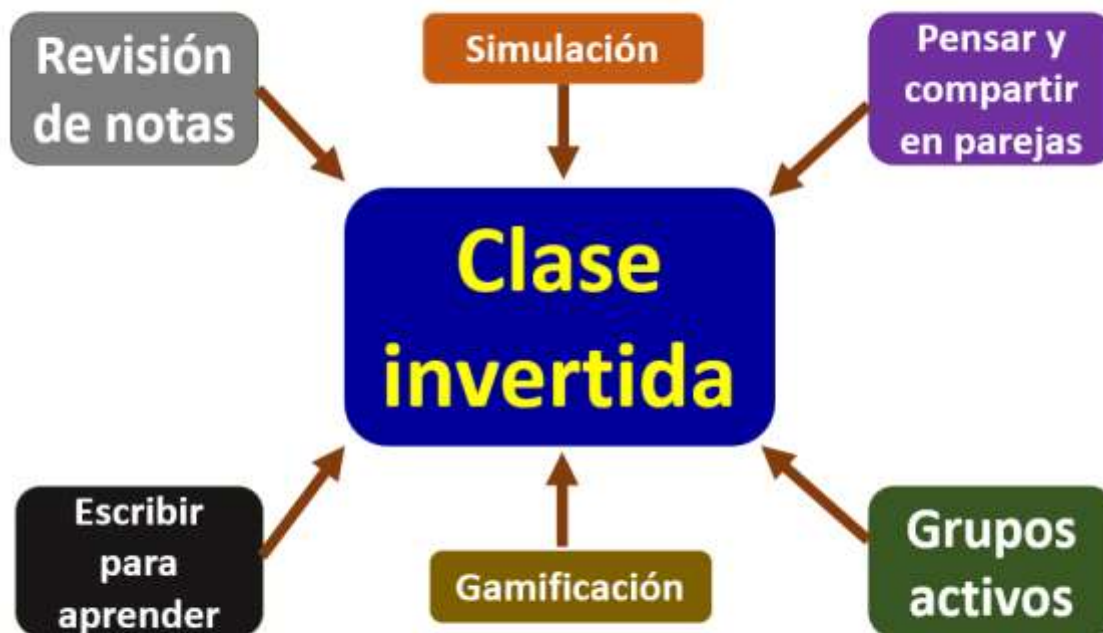 Revisión
de notas
Simulación
Pensar y
compartir
en parejas
Clase
invertida
Escribir
para
aprender
Gamificación
Grupos
activos